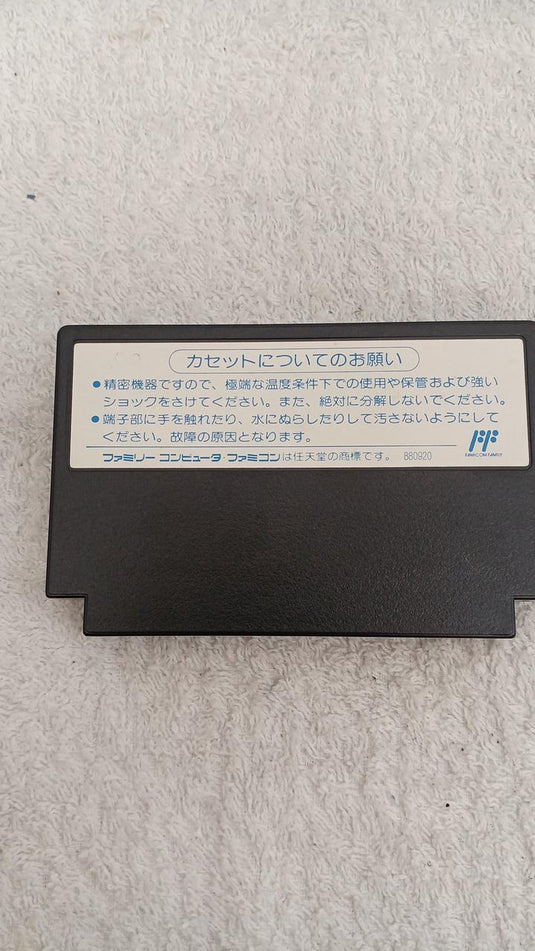 カセットについてのお願い
●精密機器ですので、極端な温度条件下での使用や保管および強い
ショックをさけてください。また、絶対に分解しないでください。
●端子部に手を触れたり、水にぬらしたりして汚さないようにして
ください。故障の原因となります。
FAMICOM FAMILY
ファミリー コンピュータ・ファミコンは任天堂の商標です。 880920